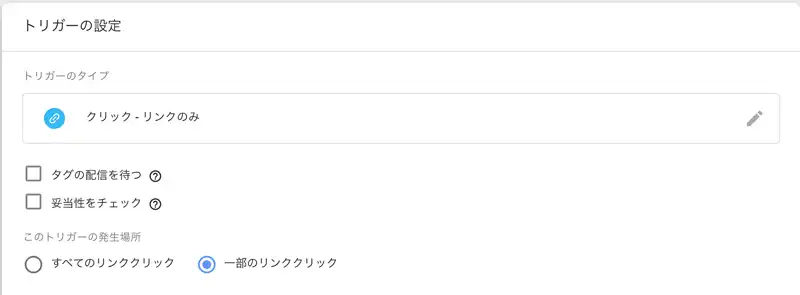 トリガーの設定
トリガーのタイプ
クリック - リンクのみ
タグの配信を待つ ?
妥当性をチェック ?
このトリガーの発生場所
すべてのリンククリック 一部のリンククリック